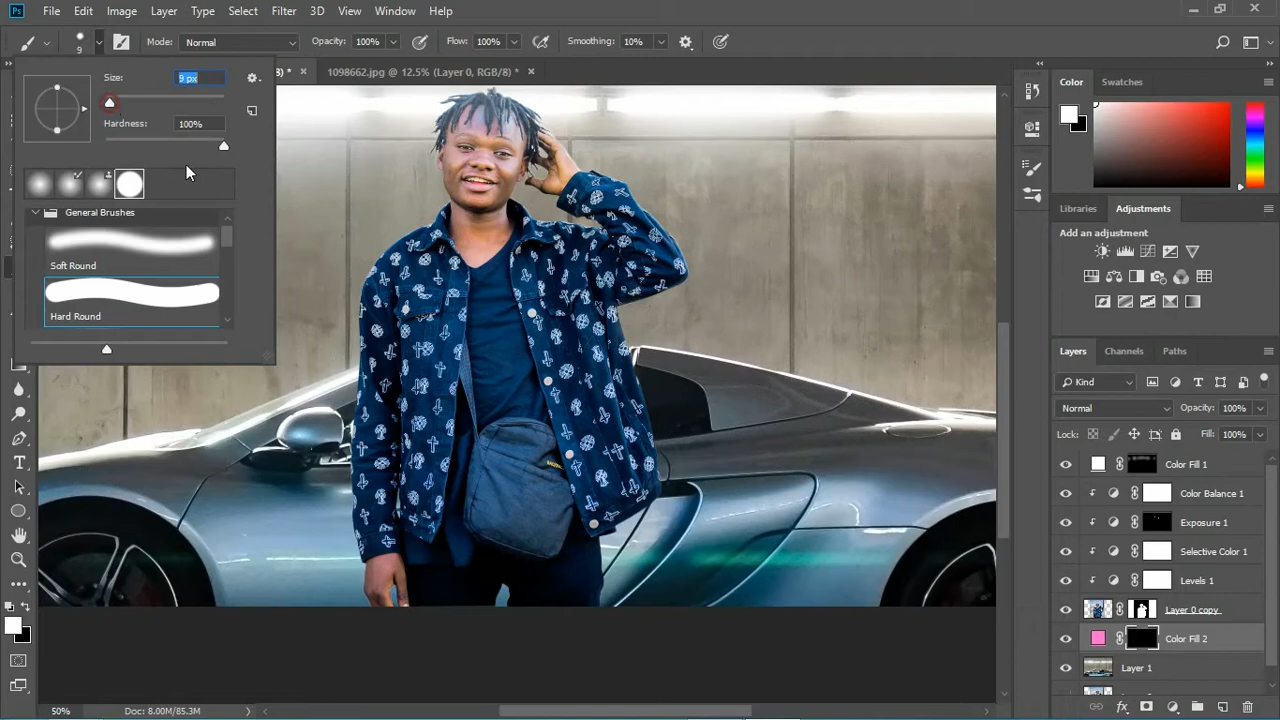 Ps File Edit Image Layer Type Select Filter 3D View Window Help
9 Mode: Normal Opacity: 100% Flow: 100% Smoothing: 10%
/8) * × 1098662.jpg @ 12.5% (Layer 0, RGB/8) * ×
Size: 9 px
Hardness: 100%
General Brushes
Soft Round
Hard Round
Color Swatches
Libraries Adjustments
Add an adjustment
Layers Channels Paths
Kind
Normal Opacity: 100%
Lock: Fill: 100%
Color Fill 1
Color Balance 1
Exposure 1
Selective Color 1
Levels 1
Layer 0 copy
Color Fill 2
Layer 1
50% Doc: 8.00M/85.3M